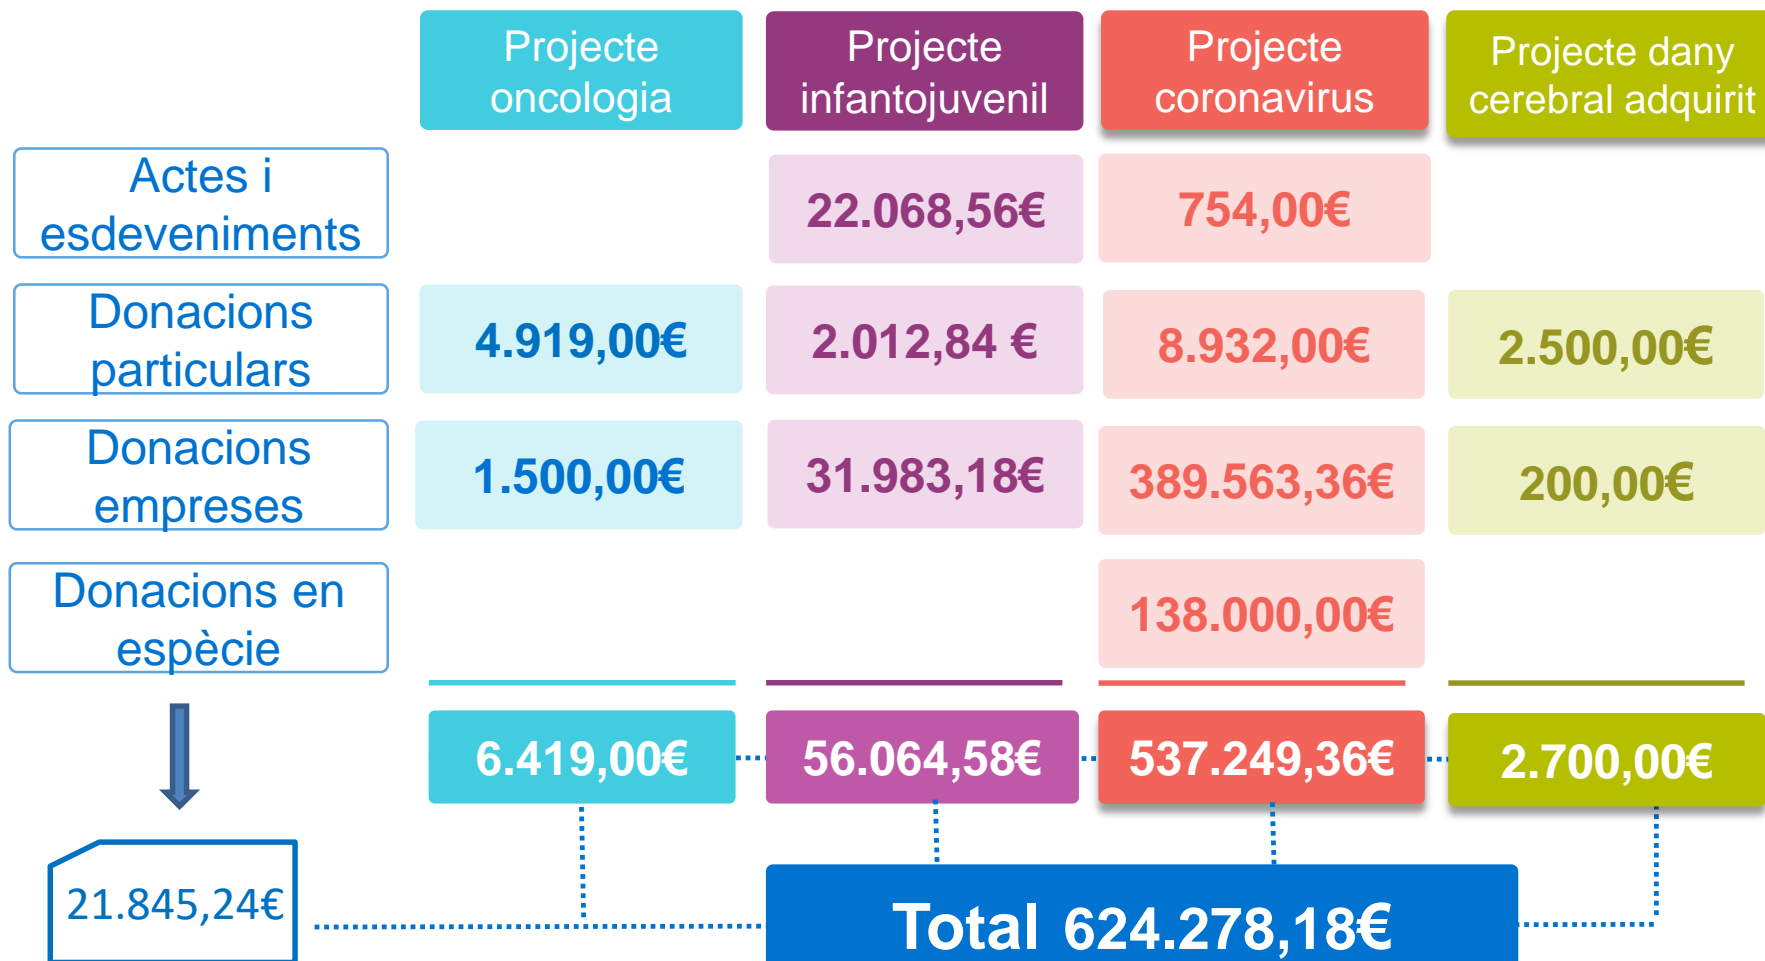 Projecte
oncologia
Projecte
infantojuvenil
Projecte
coronavirus
Projecte dany
cerebral adquirit
Actes i
esdeveniments
22.068,56€
754,00€
Donacions
particulars
4.919,00€
2.012,84 €
8.932,00€
2.500,00€
Donacions
empreses
1.500,00€
31.983,18€
389.563,36€
200,00€
Donacions en
espècie
138.000,00€
6.419,00€
56.064,58€
537.249,36€
2.700,00€
21.845,24€
Total 624.278,18€